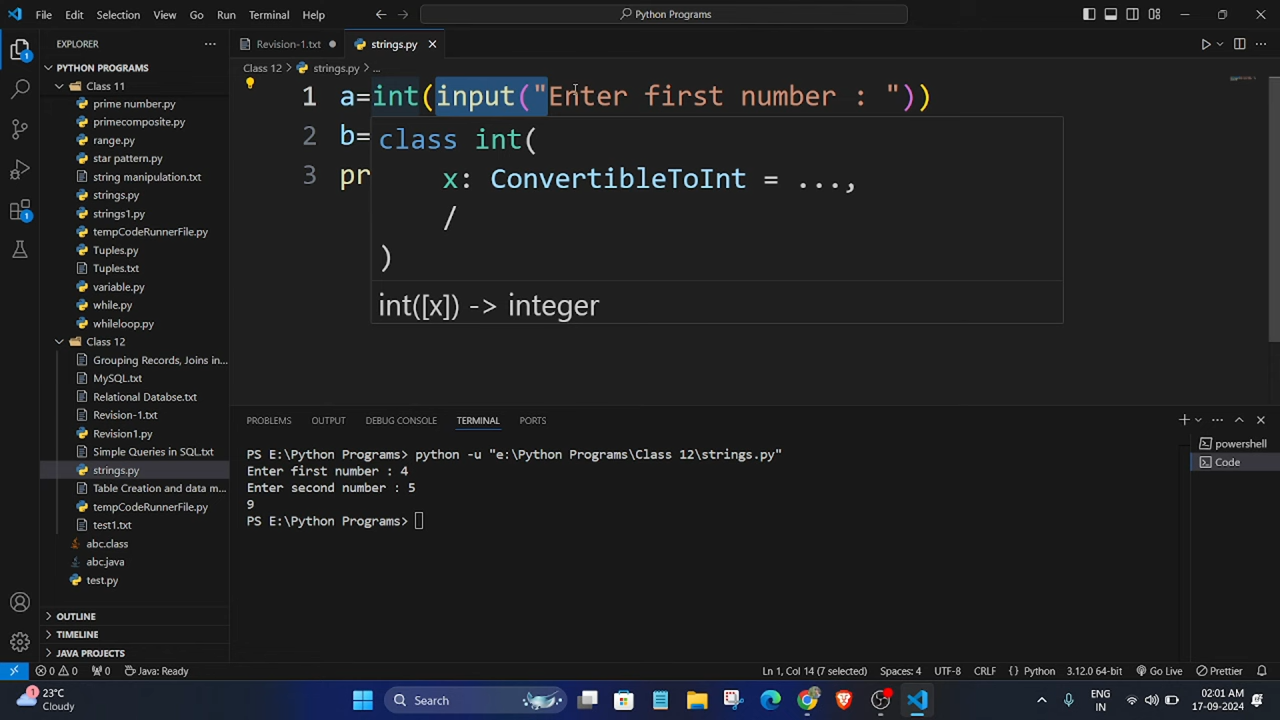 File Edit Selection View Go Run Terminal Help
Python Programs
EXPLORER
Revision-1.txt
strings.py
PYTHON PROGRAMS
Class 12 > strings.py > ...
Class 11
prime number.py
primecomposite.py
range.py
star pattern.py
string manipulation.txt
strings.py
strings1.py
tempCodeRunnerFile.py
Tuples.py
Tuples.txt
variable.py
while.py
whileloop.py
Class 12
Grouping Records, Joins in...
MySQL.txt
Relational Databse.txt
Revision-1.txt
Revision1.py
Simple Queries in SQL.txt
strings.py
Table Creation and data m...
tempCodeRunnerFile.py
test1.txt
abc.class
abc.java
test.py
OUTLINE
TIMELINE
JAVA PROJECTS
1 a=int(input("Enter first number : "))
2 b=
3 pr
class int(
x: ConvertibleToInt = ...,
/
)
int([x]) -> integer
PROBLEMS OUTPUT DEBUG CONSOLE TERMINAL PORTS
powershell
Code
PS E:\Python Programs> python -u "e:\Python Programs\Class 12\strings.py"
Enter first number : 4
Enter second number : 5
9
PS E:\Python Programs>
0 0 0 Java: Ready
Ln 1, Col 14 (7 selected) Spaces: 4 UTF-8 CRLF {} Python 3.12.0 64-bit Go Live Prettier
1
23°C
Cloudy
Search
ENG
IN
02:01 AM
17-09-2024